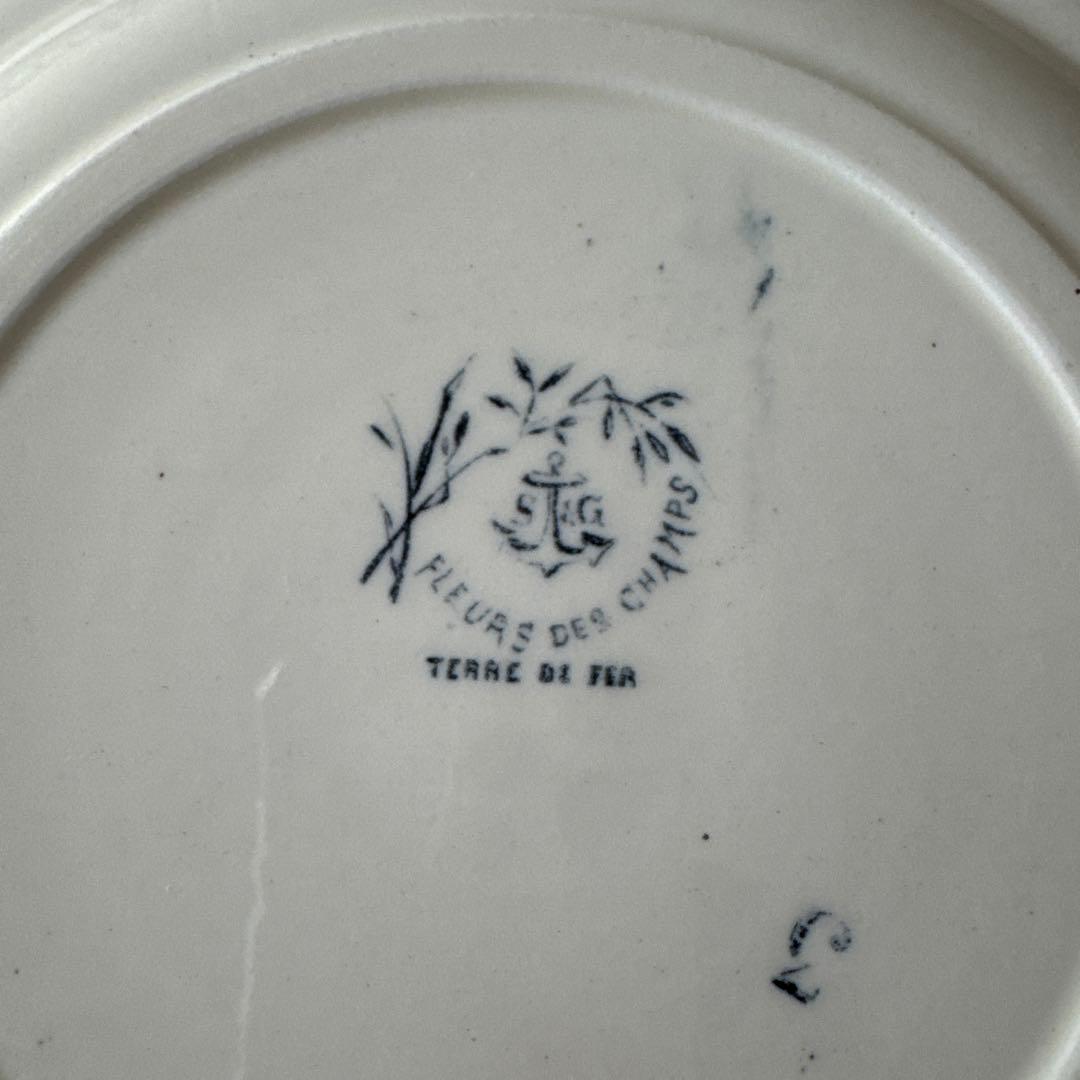 S G
FLEURS DES CHAMPS
TERRE DE FER